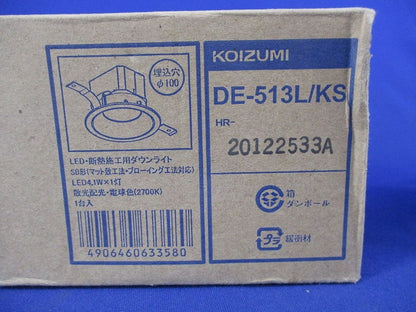 埋込穴
φ100
LED・断熱施工用ダウンライト
SB形(マット敷工法・ブローイング工法対応)
LED4.1W×1灯
散光配光・電球色(2700K)
1台入
4906460633580
KOIZUMI
DE-513L/KS
HR-
20122533A
箱
ダンボール
プラ
緩衝材